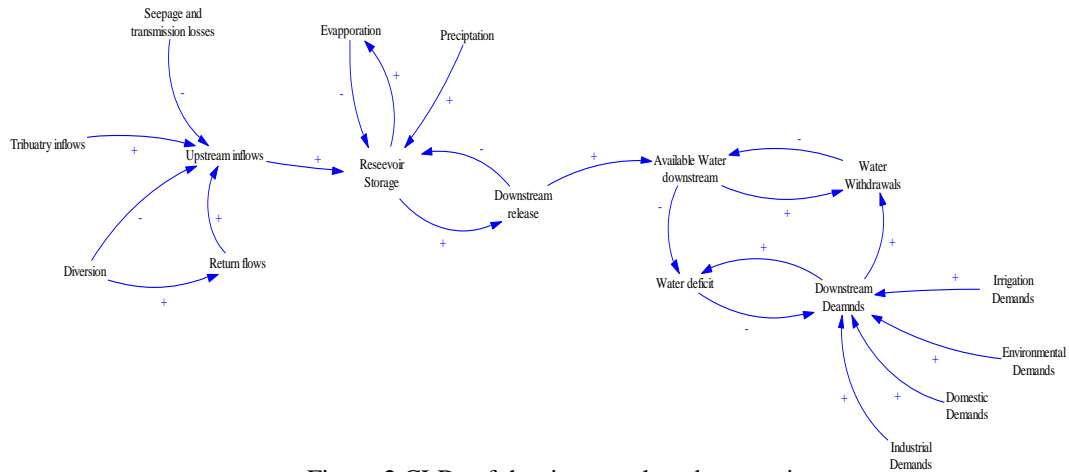 Seepage and
transmission losses
Evapporation
Preciptation
-
+
-
+
Tribuatry inflows
+
Upstream inflows
+
Reseevoir
Storage
-
Downstream
release
+
+
Available Water
downstream
-
Water
Withdrawals
+
-
-
+
Diversion
+
Return flows
Water deficit
+
+
-
Downstream
Deamnds
+
Irrigation
Demands
+
Environmental
Demands
+
Domestic
Demands
+
Industrial
Demands